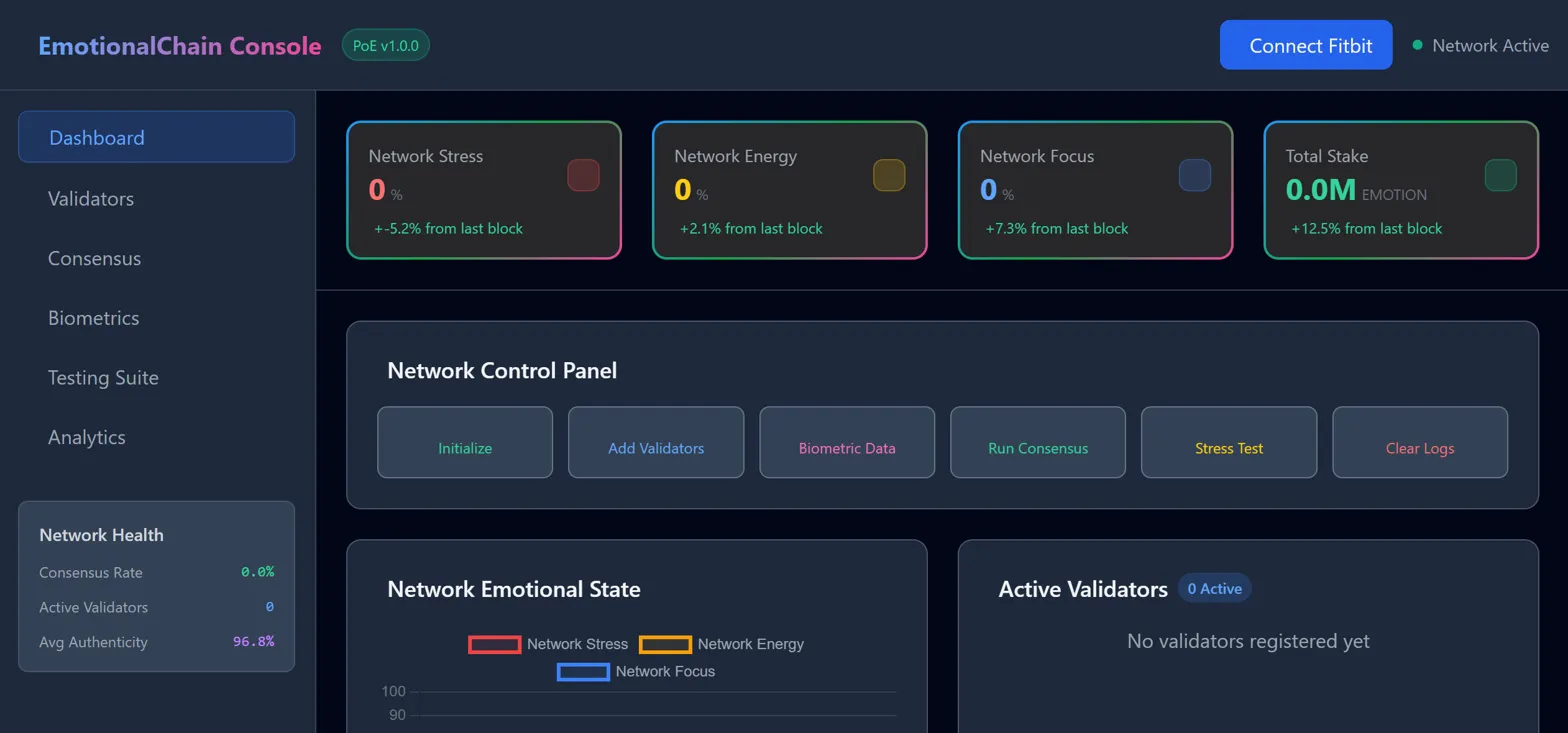 EmotionalChain Console
PoE v1.0.0
Connect Fitbit
Network Active
Dashboard
Validators
Consensus
Biometrics
Testing Suite
Analytics
Network Health
Consensus Rate 0.0%
Active Validators 0
Avg Authenticity 96.8%
Network Stress
0 %
+-5.2% from last block
Network Energy
0 %
+2.1% from last block
Network Focus
0 %
+7.3% from last block
Total Stake
0.0M EMOTION
+12.5% from last block
Network Control Panel
Initialize
Add Validators
Biometric Data
Run Consensus
Stress Test
Clear Logs
Network Emotional State
Network Stress
Network Energy
Network Focus
100
90
Active Validators
0 Active
No validators registered yet